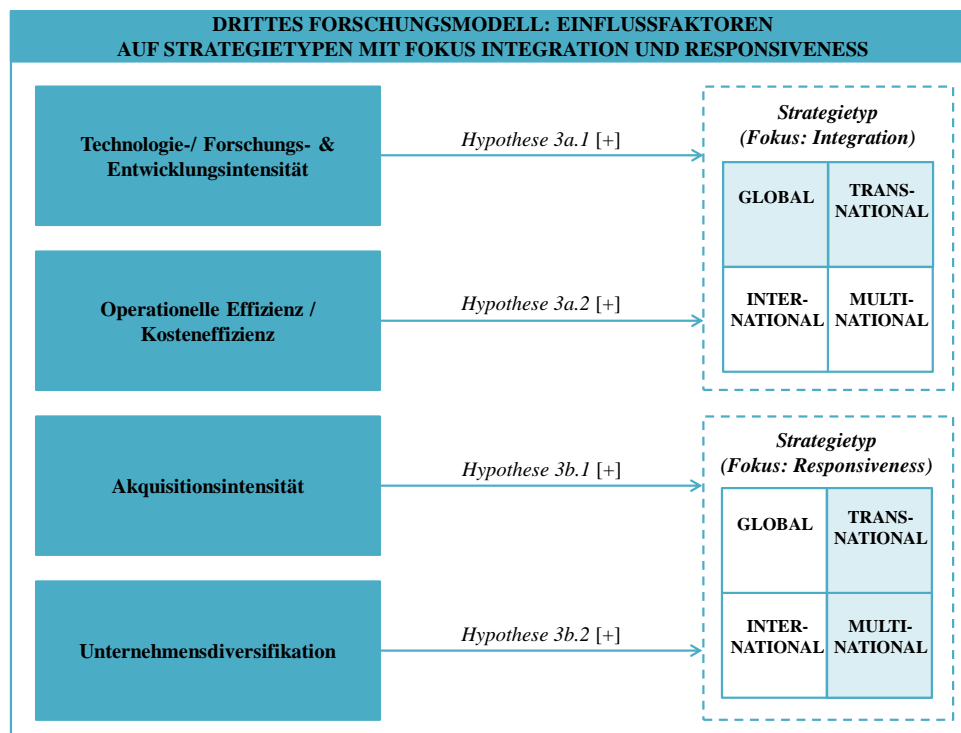 DRITTES FORSCHUNGSMODELL: EINFLUSSFAKTOREN
AUF STRATEGIETYPEN MIT FOKUS INTEGRATION UND RESPONSIVENESS
Technologie-/ Forschungs- &
Entwicklungsintensität
Hypothese 3a.1 [+]
Strategietyp
(Fokus: Integration)
GLOBAL
TRANS-
NATIONAL
INTER-
NATIONAL
MULTI-
NATIONAL
Operationelle Effizienz /
Kosteneffizienz
Hypothese 3a.2 [+]
Akquisitionsintensität
Hypothese 3b.1 [+]
Strategietyp
(Fokus: Responsiveness)
GLOBAL
TRANS-
NATIONAL
INTER-
NATIONAL
MULTI-
NATIONAL
Unternehmensdiversifikation
Hypothese 3b.2 [+]